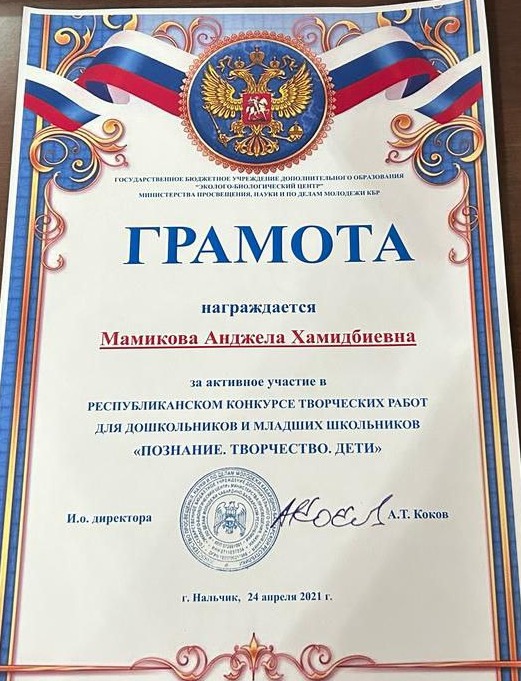 ГОСУДАРСТВЕННОЕ БЮДЖЕТНОЕ УЧРЕЖДЕНИЕ ДОПОЛНИТЕЛЬНОГО ОБРАЗОВАНИЯ
"ЭКОЛОГО-БИОЛОГИЧЕСКИЙ ЦЕНТР"
МИНИСТЕРСТВА ПРОСВЕЩЕНИЯ, НАУКИ И ПО ДЕЛАМ МОЛОДЕЖИ КБР
ГРАМОТА
награждается
Мамикова Анджела Хамидбиевна
за активное участие в
РЕСПУБЛИКАНСКОМ КОНКУРСЕ ТВОРЧЕСКИХ РАБОТ
ДЛЯ ДОШКОЛЬНИКОВ И МЛАДШИХ ШКОЛЬНИКОВ
«ПОЗНАНИЕ. ТВОРЧЕСТВО. ДЕТИ»
И.о. директора А.Т. Коков
г. Нальчик, 24 апреля 2021 г.